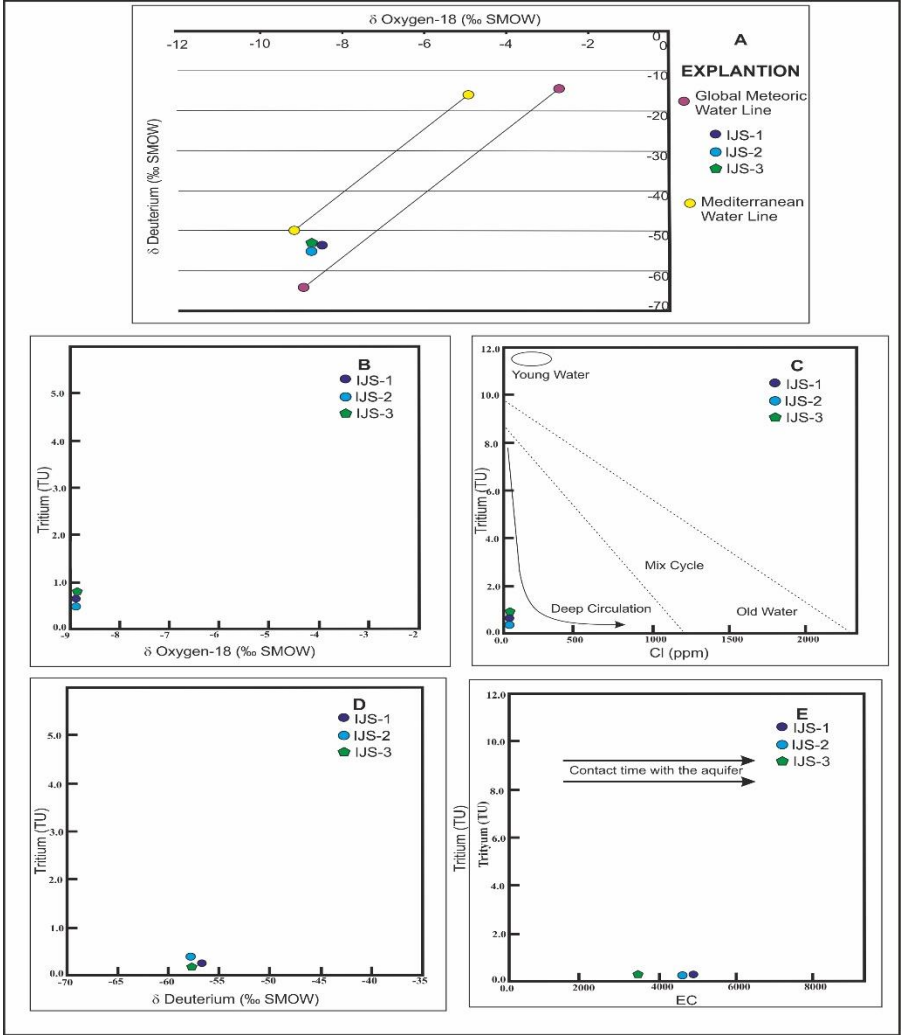 δ Oxygen-18 (‰ SMOW)
-12 -10 -8 -6 -4 -2 0
0
-10
-20
-30
-40
-50
-60
-70
δ Deuterium (‰ SMOW)
A
EXPLANTION
Global Meteoric
Water Line
IJS-1
IJS-2
IJS-3
Mediterranean
Water Line
B
IJS-1
IJS-2
IJS-3
Tritium (TU)
5.0
4.0
3.0
2.0
1.0
0.0
-9 -8 -7 -6 -5 -4 -3 -2
δ Oxygen-18 (‰ SMOW)
C
IJS-1
IJS-2
IJS-3
Young Water
Mix Cycle
Deep Circulation
Old Water
Tritium (TU)
12.0
10.0
8.0
6.0
4.0
2.0
0.0
0.0 500 1000 1500 2000
Cl (ppm)
D
IJS-1
IJS-2
IJS-3
Tritium (TU)
5.0
4.0
3.0
2.0
1.0
0.0
-70 -65 -60 -55 -50 -45 -40 -35
δ Deuterium (‰ SMOW)
E
IJS-1
IJS-2
IJS-3
Contact time with the aquifer
Tritium (TU)
Trityum (TU)
12.0
10.0
8.0
6.0
4.0
2.0
0.0
0.0 2000 4000 6000 8000
EC